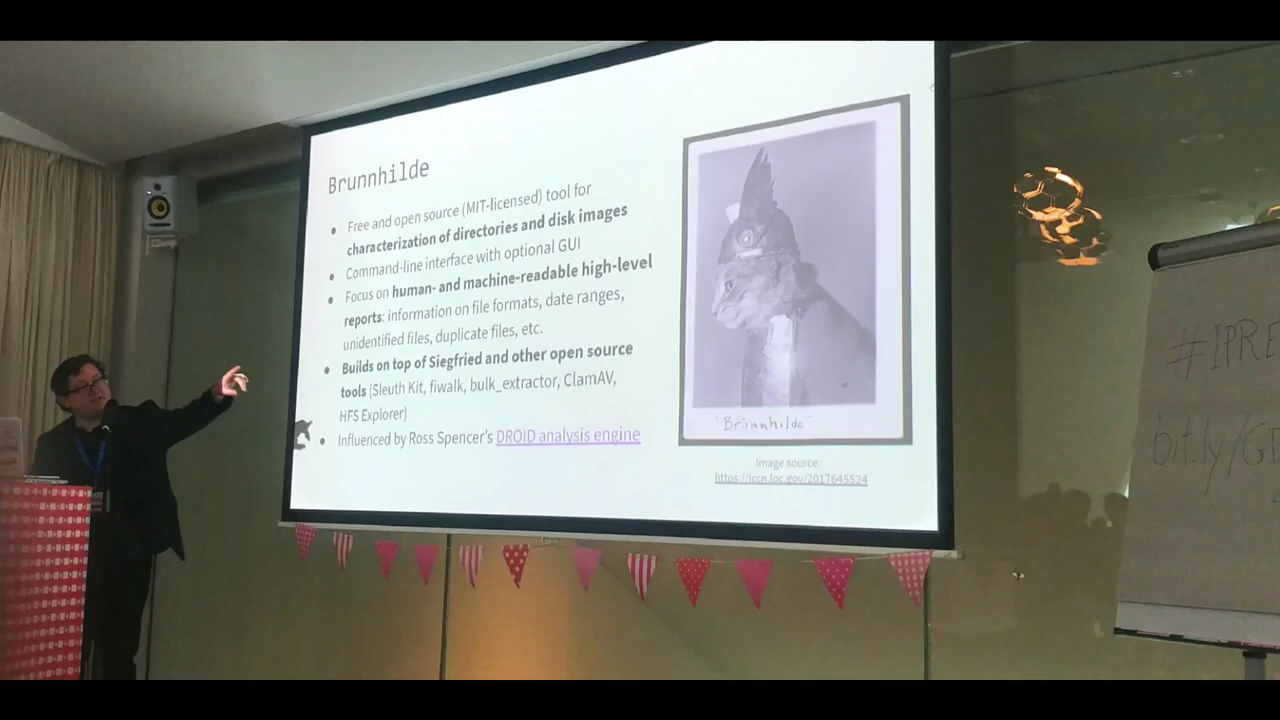 Brunnhilde
Free and open source (MIT-licensed) tool for
characterization of directories and disk images
Command-line interface with optional GUI
Focus on human- and machine-readable high-level
reports: information on file formats, date ranges,
unidentified files, duplicate files, etc.
Builds on top of Siegfried and other open source
tools (Sleuth Kit, fiwalk, bulk_extractor, ClamAV,
HFS Explorer)
Influenced by Ross Spencer's DROID analysis engine
"Brünnhilde"
Image source:
https://lccn.loc.gov/2017645524
#IPRE
bit.ly/G